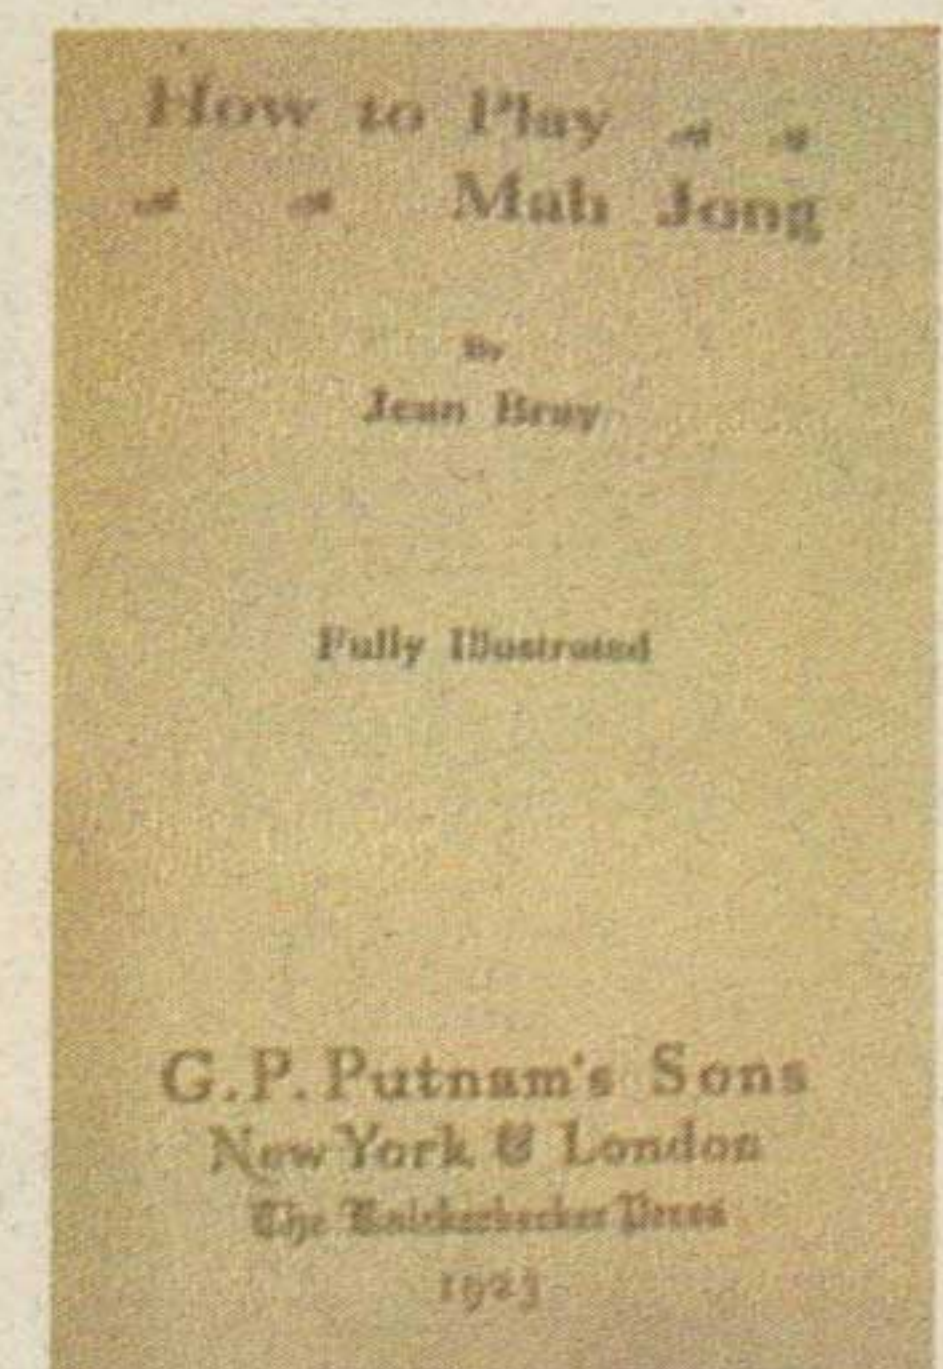 How to Play
Mah Jong
By
Jean Bray
Fully Illustrated
G. P. Putnam's Sons
New York & London
The Knickerbocker Press
1923